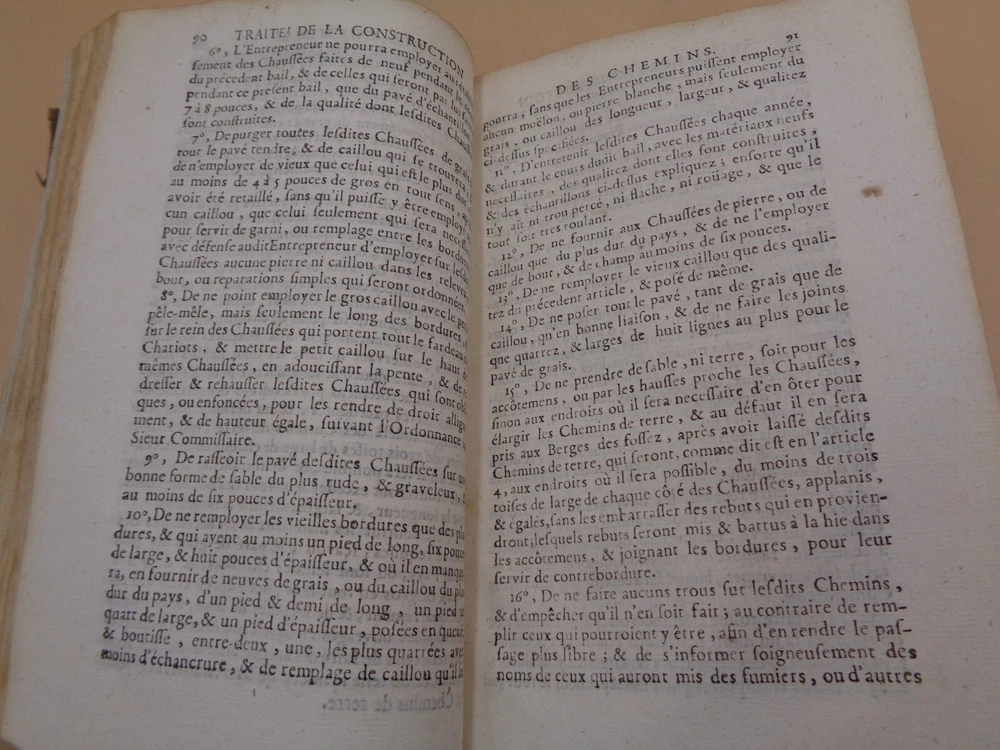 90 TRAITE' DE LA CONSTRUCTION
6°, L'Entrepreneur ne pourra employer au
sement des Chaussées faites de neuf pendant le
du précedent bail, & de celles qui seront par lui
pendant ce present bail, que du pavé d'échantillon
7 à 8 pouces, & de la qualité dont lesdites
sont construites.
7°, De purger toutes lesdites Chaussées de grais
tout le pavé tendre, & de caillou qui se trouvera
de n'employer de vieux que celui qui est le plus dur,
au moins de 4 à 5 pouces de gros en tout sens,
avoir été retaillé, sans qu'il puisse y être employé
cun caillou, que celui seulement qui sera
pour servir de garni, ou remplage entre les bordures
avec défense audit Entrepreneur d'employer sur lesdites
Chaussées aucune pierre ni caillou dans les
bout, ou reparations simples qui seront ordonnées.
8°, De ne point employer le gros caillou avec le
pêle-mêle, mais seulement le long des bordures,
sur le rein des Chaussées qui portent tout le fardeau
Chariots, & mettre le petit caillou sur le haut
mêmes Chaussées, en adoucissant la pente, & de
dresser & rehausser lesdites Chaussées qui sont
ques, ou enfoncées, pour les rendre de droit
ment, & de hauteur égale, suivant l'Ordonnance
Sieur Commissaire.
9°, De rasseoir le pavé desdites Chaussées sur
bonne forme de sable du plus rude, & graveleux,
au moins de six pouces d'épaisseur.
10°, De ne remployer les vieilles bordures que des plus
dures, & qui ayent au moins un pied de long, six pouces
de large, & huit pouces d'épaisseur, & où il en
ra, en fournir de neuves de grais, ou du caillou du plus
dur du pays, d'un pied & demi de long, un pied
quart de large, & un pied d'épaisseur, posées en queue
& boutisse, entre-deux, une, les plus quarrées avec
moins d'échancrure, & de remplage de caillou qu'il
DES CHEMINS. 91
pourra, sans que les Entrepreneurs puissent employer
aucun moëlon, ou pierre blanche, mais seulement du
grais, ou caillou des longueur, largeur, & qualitez
ci-dessus specifiées.
11°, D'entretenir lesdites Chaussées chaque année,
& durant le cours dudit bail, avec les matériaux neufs
necessaires, des qualitez dont elles sont construites,
& des échantillons ci-dessus expliquez; ensorte qu'il
n'y ait ni trou percé, ni flache, ni roüage, & que le
tout soit tres roulant.
12°, De ne fournir aux Chaussées de pierre, ou de
caillou que du plus dur du pays, & de ne l'employer
que de bout, & de champ au moins de six pouces.
13°, De ne remployer le vieux caillou que des quali-
tez du précedent article, & posé de même.
14°, De ne poser tout le pavé, tant de grais que de
caillou, qu'en bonne liaison, & de ne faire les joints
que quarrez, & larges de huit lignes au plus pour le
pavé de grais.
15°, De ne prendre de sable, ni terre, soit pour les
accôtemens, ou par les hausses proche les Chaussées,
sinon aux endroits où il sera necessaire d'en ôter pour
élargir les Chemins de terre, & au défaut il en sera
pris aux Berges des fossez, après avoir laissé desdits
Chemins de terre, qui seront, comme dit est en l'article
4, aux endroits où il sera possible, du moins de trois
toises de large de chaque côté des Chaussées, applanis,
& égalés, sans les embarrasser des rebuts qui en provien-
dront; lesquels rebuts seront mis & battus à la hie dans
les accôtemens, & joignant les bordures, pour leur
servir de contrebordure.
16°, De ne faire aucuns trous sur lesdits Chemins,
& d'empêcher qu'il n'en soit fait; au contraire de rem-
plir ceux qui pourroient y être, afin d'en rendre le pas-
sage plus libre; & de s'informer soigneusement des
noms de ceux qui auront mis des fumiers, ou d'autres